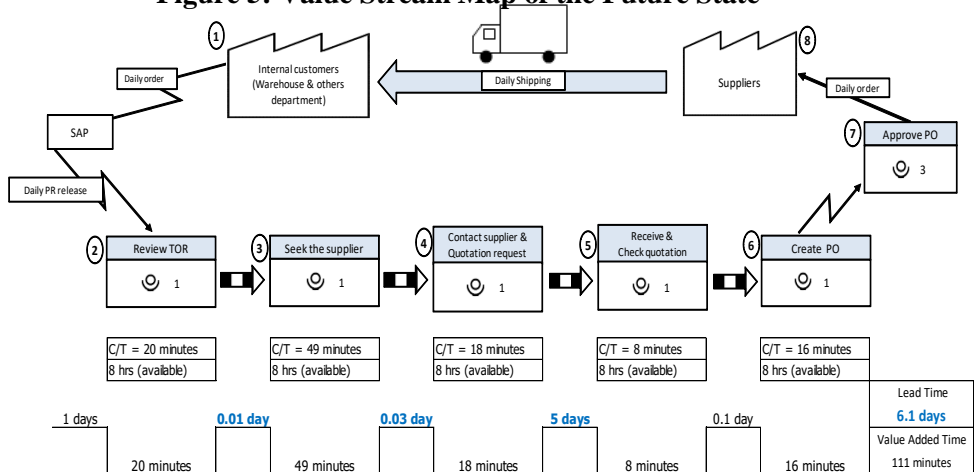 Figure 3: Value Stream Map of the Future State
1
Internal customers
(Warehouse & others
department)
Daily Shipping
Suppliers
8
Daily order
Daily order
SAP
7
Approve PO
3
Daily PR release
2
Review TOR
1
3
Seek the supplier
1
4
Contact supplier &
Quotation request
1
5
Receive &
Check quotation
1
6
Create PO
1
C/T = 20 minutes
8 hrs (available)
C/T = 49 minutes
8 hrs (available)
C/T = 18 minutes
8 hrs (available)
C/T = 8 minutes
8 hrs (available)
C/T = 16 minutes
8 hrs (available)
1 days
0.01 day
0.03 day
5 days
0.1 day
Lead Time
6.1 days
20 minutes
49 minutes
18 minutes
8 minutes
16 minutes
Value Added Time
111 minutes